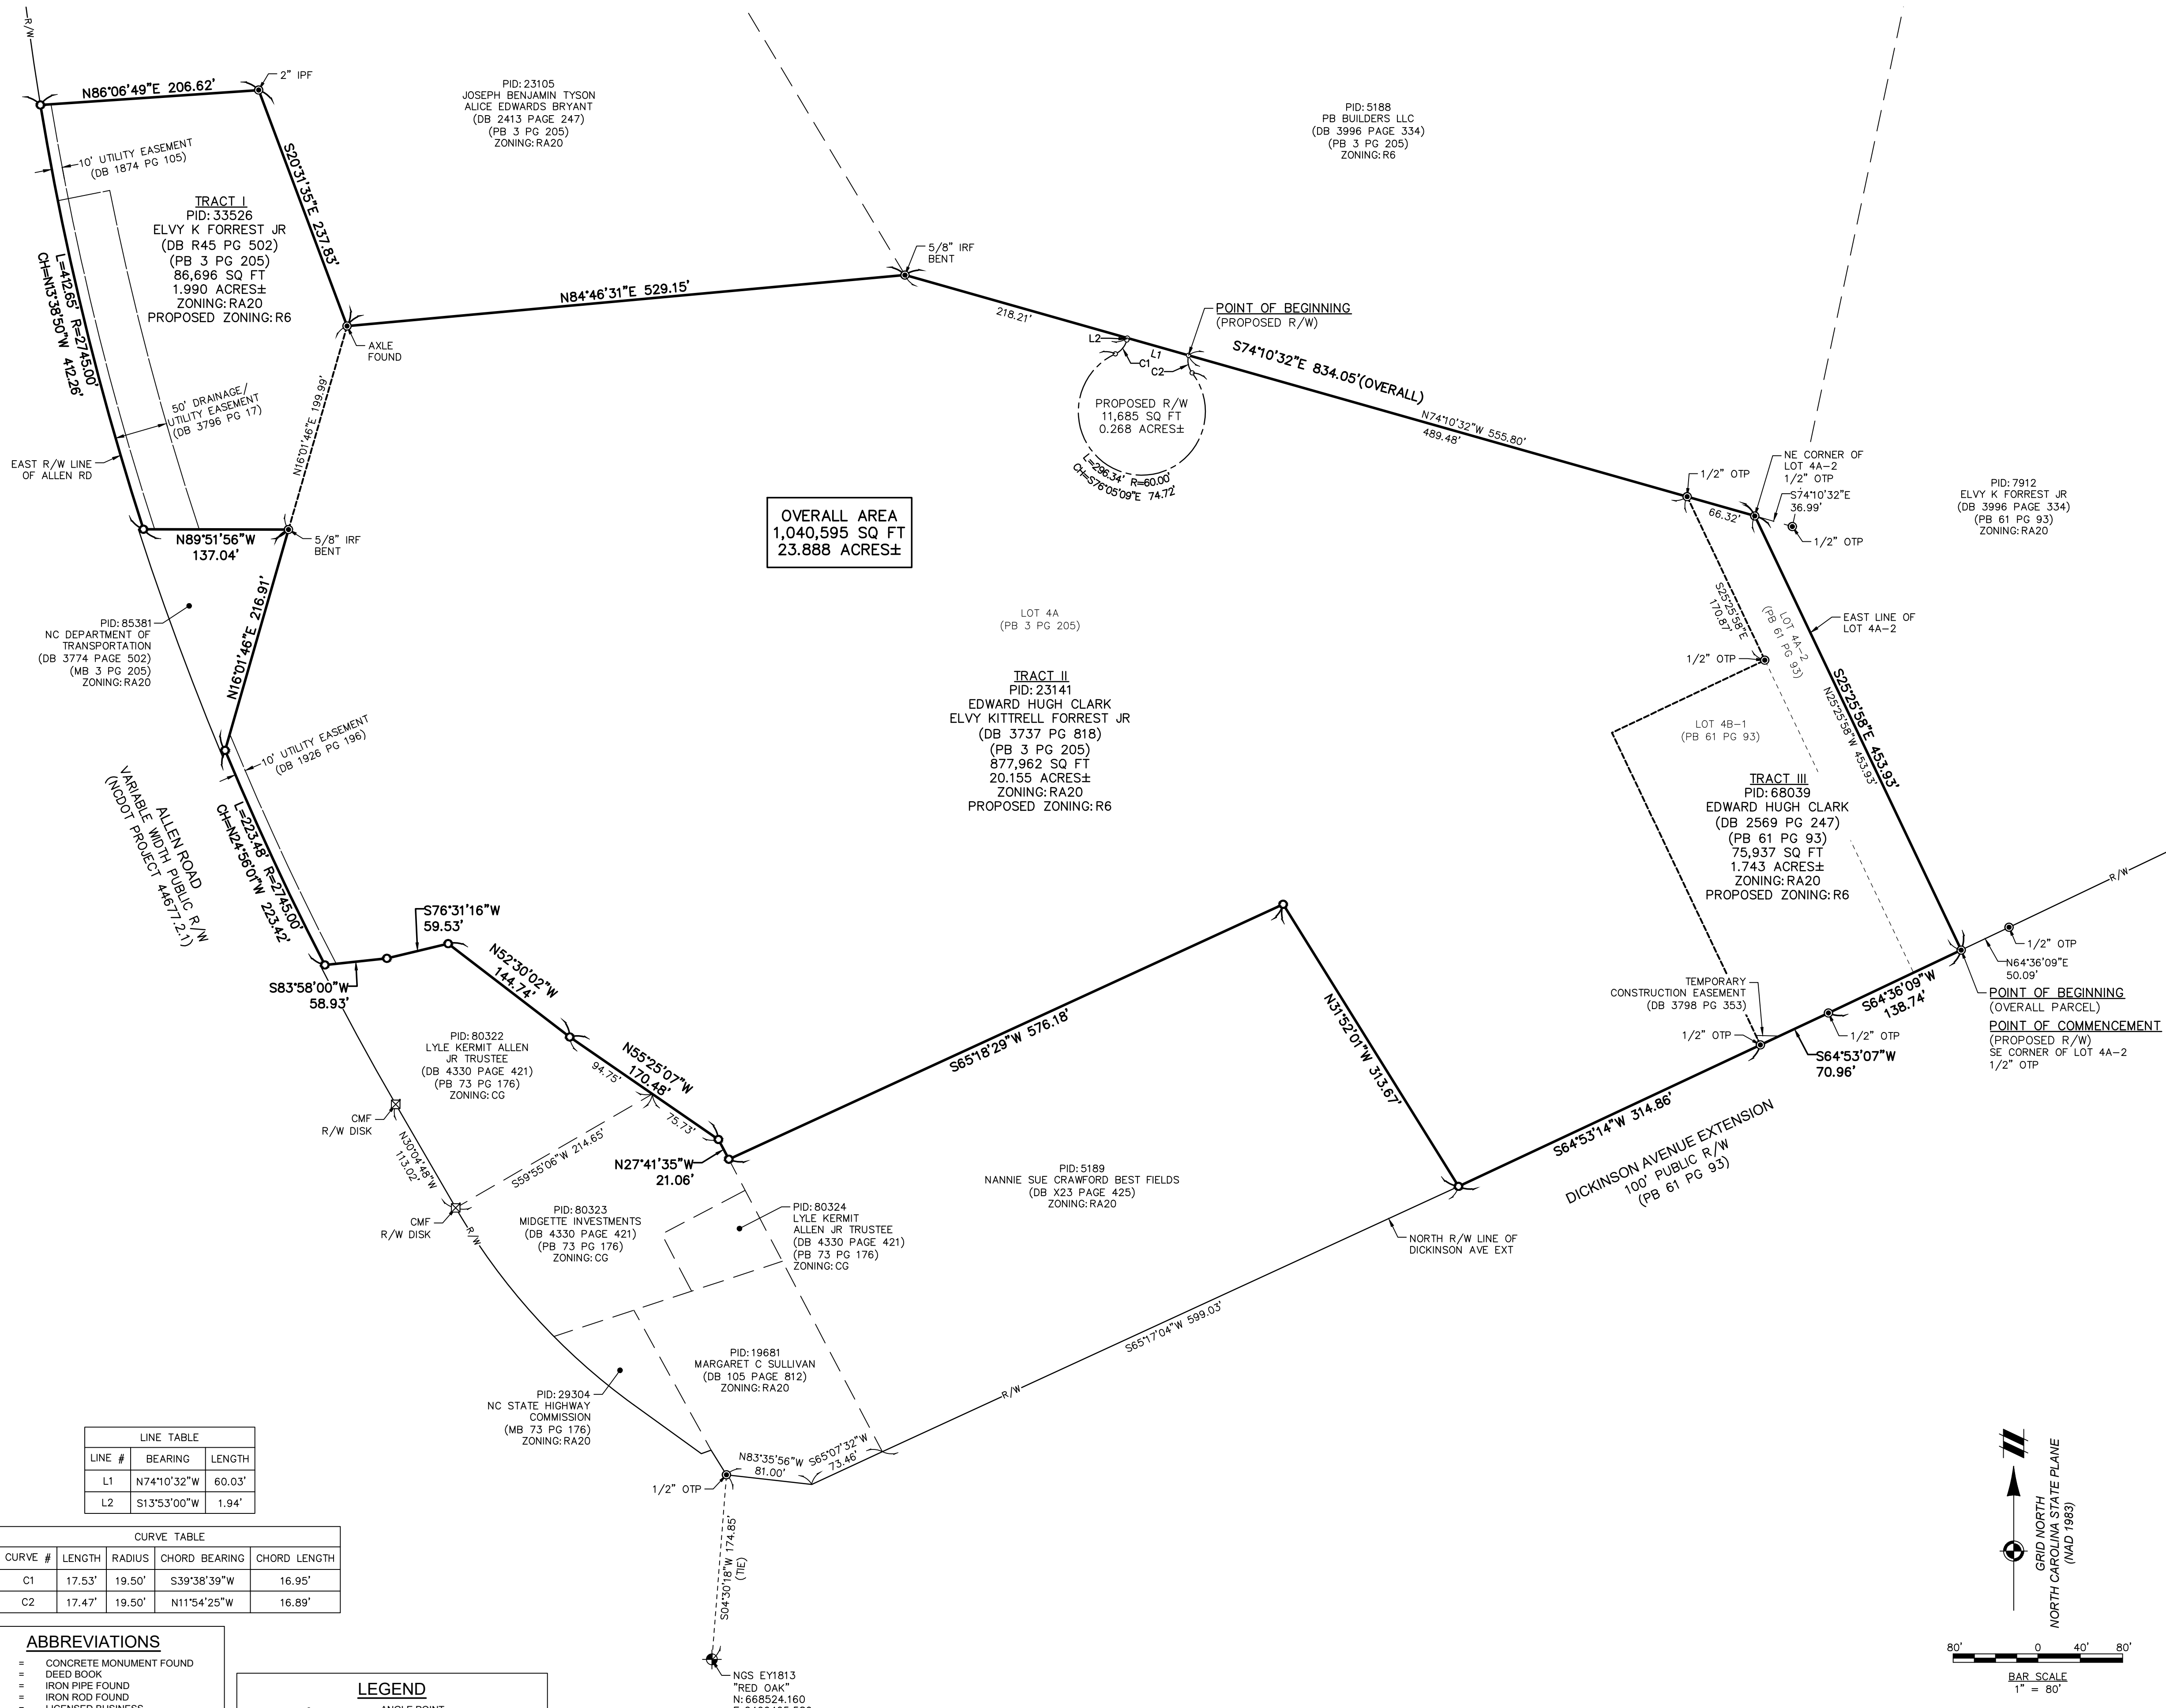 R/W
N86°06'49"E 206.62'
2" IPF
10' UTILITY EASEMENT
(DB 1874 PG 105)
S20°31'35"E 237.83'
TRACT I
PID: 33526
ELVY K FORREST JR
(DB R45 PG 502)
(PB 3 PG 205)
86,696 SQ FT
1.990 ACRES±
ZONING: RA20
PROPOSED ZONING: R6
L=412.65' R=2745.00'
CH=N13°38'50"W 412.26'
50' DRAINAGE/
UTILITY EASEMENT
(DB 3796 PG 17)
EAST R/W LINE
OF ALLEN RD
N89°51'56"W
137.04'
N16°01'46"E 199.99'
AXLE
FOUND
5/8" IRF
BENT
PID: 23105
JOSEPH BENJAMIN TYSON
ALICE EDWARDS BRYANT
(DB 2413 PAGE 247)
(PB 3 PG 205)
ZONING: RA20
N84°46'31"E 529.15'
5/8" IRF
BENT
PID: 5188
PB BUILDERS LLC
(DB 3996 PAGE 334)
(PB 3 PG 205)
ZONING: R6
218.21'
POINT OF BEGINNING
(PROPOSED R/W)
L2
L1
C1
C2
PROPOSED R/W
11,685 SQ FT
0.268 ACRES±
L=296.34' R=60.00'
CH=S76°05'09"E 74.72'
S74°10'32"E 834.05'(OVERALL)
N74°10'32"W 555.80'
489.48'
1/2" OTP
66.32'
NE CORNER OF
LOT 4A-2
1/2" OTP
S74°10'32"E
36.99'
1/2" OTP
PID: 7912
ELVY K FORREST JR
(DB 3996 PAGE 334)
(PB 61 PG 93)
ZONING: RA20
OVERALL AREA
1,040,595 SQ FT
23.888 ACRES±
S25°25'58"E
170.87'
LOT 4A-2
(PB 61 PG 93)
EAST LINE OF
LOT 4A-2
1/2" OTP
S25°25'58"E 453.93'
N25°25'58"W 453.93'
PID: 85381
NC DEPARTMENT OF
TRANSPORTATION
(DB 3774 PAGE 502)
(MB 3 PG 205)
ZONING: RA20
N16°01'46"E 216.91'
10' UTILITY EASEMENT
(DB 1926 PG 196)
LOT 4A
(PB 3 PG 205)
TRACT II
PID: 23141
EDWARD HUGH CLARK
ELVY KITTRELL FORREST JR
(DB 3737 PG 818)
(PB 3 PG 205)
877,962 SQ FT
20.155 ACRES±
ZONING: RA20
PROPOSED ZONING: R6
LOT 4B-1
(PB 61 PG 93)
TRACT III
PID: 68039
EDWARD HUGH CLARK
(DB 2569 PG 247)
(PB 61 PG 93)
75,937 SQ FT
1.743 ACRES±
ZONING: RA20
PROPOSED ZONING: R6
ALLEN ROAD
VARIABLE WIDTH PUBLIC R/W
(NCDOT PROJECT 44677.2.1)
L=223.48' R=2745.00'
CH=N24°56'01"W 223.42'
S76°31'16"W
59.53'
S83°58'00"W
58.93'
N52°30'02"W
144.74'
N55°25'07"W
170.48'
94.75'
75.73'
N27°41'35"W
21.06'
S65°18'29"W 576.18'
N31°52'01"W 313.67'
S64°53'14"W 314.86'
DICKINSON AVENUE EXTENSION
100' PUBLIC R/W
(PB 61 PG 93)
TEMPORARY
CONSTRUCTION EASEMENT
(DB 3798 PG 353)
1/2" OTP
S64°53'07"W
70.96'
1/2" OTP
S64°36'09"W
138.74'
R/W
1/2" OTP
N64°36'09"E
50.09'
POINT OF BEGINNING
(OVERALL PARCEL)
POINT OF COMMENCEMENT
(PROPOSED R/W)
SE CORNER OF LOT 4A-2
1/2" OTP
PID: 80322
LYLE KERMIT ALLEN
JR TRUSTEE
(DB 4330 PAGE 421)
(PB 73 PG 176)
ZONING: CG
CMF
R/W DISK
N30°04'48"W
113.02'
S59°55'06"W 214.65'
CMF
R/W DISK
R/W
PID: 80323
MIDGETTE INVESTMENTS
(DB 4330 PAGE 421)
(PB 73 PG 176)
ZONING: CG
PID: 80324
LYLE KERMIT
ALLEN JR TRUSTEE
(DB 4330 PAGE 421)
(PB 73 PG 176)
ZONING: CG
PID: 5189
NANNIE SUE CRAWFORD BEST FIELDS
(DB X23 PAGE 425)
ZONING: RA20
NORTH R/W LINE OF
DICKINSON AVE EXT
S65°17'04"W 599.03'
R/W
PID: 19681
MARGARET C SULLIVAN
(DB 105 PAGE 812)
ZONING: RA20
PID: 29304
NC STATE HIGHWAY
COMMISSION
(MB 73 PG 176)
ZONING: RA20
N83°35'56"W
81.00'
S65°07'32"W
73.46'
1/2" OTP
S04°30'18"W 174.85'
(TIE)
NGS EY1813
"RED OAK"
N: 668524.160
LINE TABLE
LINE # BEARING LENGTH
L1 N74°10'32"W 60.03'
L2 S13°53'00"W 1.94'
CURVE TABLE
CURVE # LENGTH RADIUS CHORD BEARING CHORD LENGTH
C1 17.53' 19.50' S39°38'39"W 16.95'
C2 17.47' 19.50' N11°54'25"W 16.89'
ABBREVIATIONS
= CONCRETE MONUMENT FOUND
= DEED BOOK
= IRON PIPE FOUND
= IRON ROD FOUND
LEGEND
GRID NORTH
NORTH CAROLINA STATE PLANE
(NAD 1983)
80' 0 40' 80'
BAR SCALE
1" = 80'